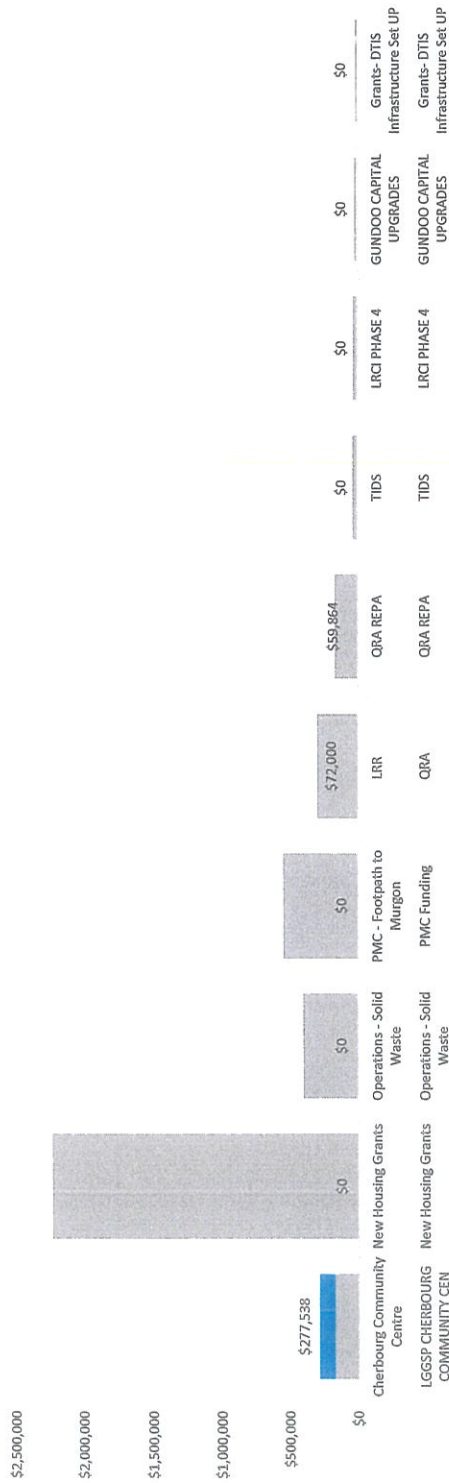 $2,500,000
$2,000,000
$1,500,000
$1,000,000
$500,000
$0
$277,538
$0
$0
$0
$72,000
$59,864
$0
$0
$0
$0
Cherbourg Community
Centre
New Housing Grants
Operations - Solid
Waste
PMC - Footpath to
Murgon
LRR
QRA REPA
TIDS
LRCI PHASE 4
GUNDOO CAPITAL
UPGRADES
Grants- DTIS
Infrastructure Set UP
LGGSP CHERBOURG
COMMUNITY CEN
New Housing Grants
Operations - Solid
Waste
PMC Funding
QRA
QRA REPA
TIDS
LRCI PHASE 4
GUNDOO CAPITAL
UPGRADES
Grants- DTIS
Infrastructure Set UP